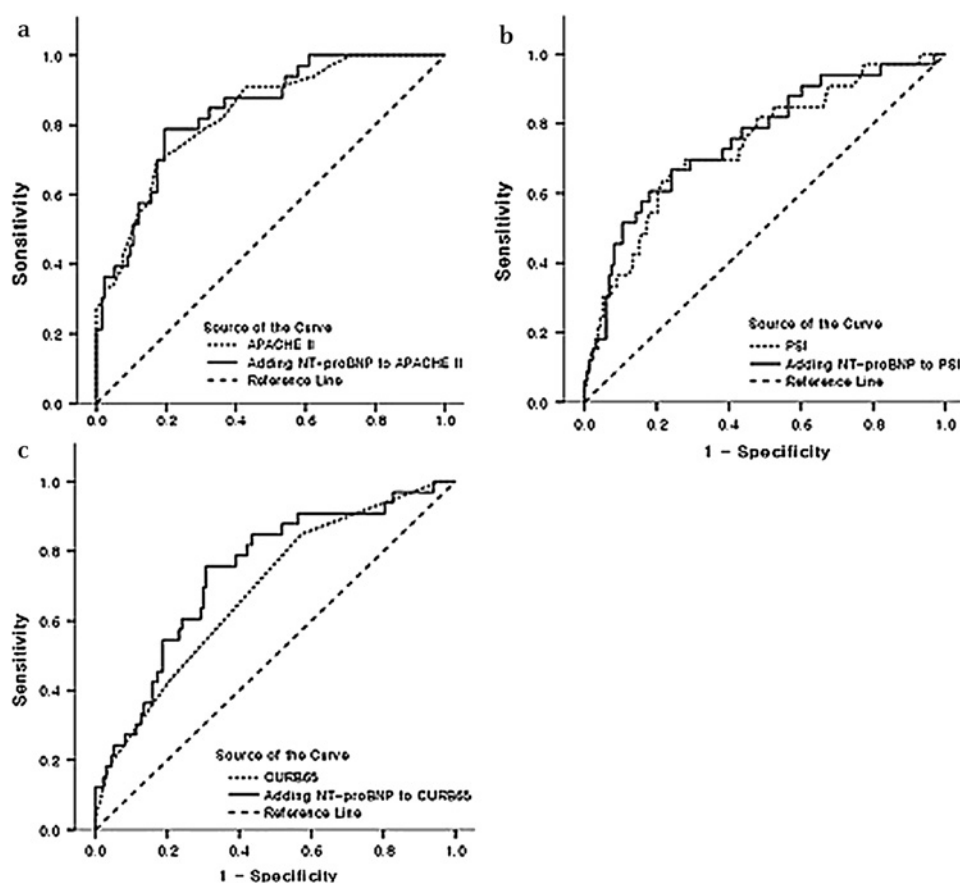 a
1.0
0.8
0.6
0.4
0.2
0.0
Sensitivity
Source of the Curve
APACHE II
Adding NT-proBNP to APACHE II
Reference Line
0.0 0.2 0.4 0.6 0.8 1.0
b
1.0
0.8
0.6
0.4
0.2
0.0
Sensitivity
Source of the Curve
PSI
Adding NT-proBNP to PSI
Reference Line
0.0 0.2 0.4 0.6 0.8 1.0
1 - Specificity
c
1.0
0.8
0.6
0.4
0.2
0.0
Sensitivity
Source of the Curve
CURB65
Adding NT-proBNP to CURB65
Reference Line
0.0 0.2 0.4 0.6 0.8 1.0
1 - Specificity